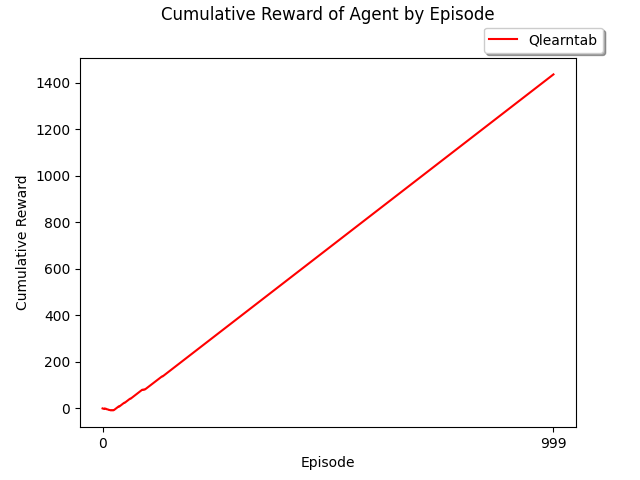 Cumulative Reward of Agent by Episode
Qlearntab
1400
1200
1000
800
600
400
200
0
Cumulative Reward
0
999
Episode